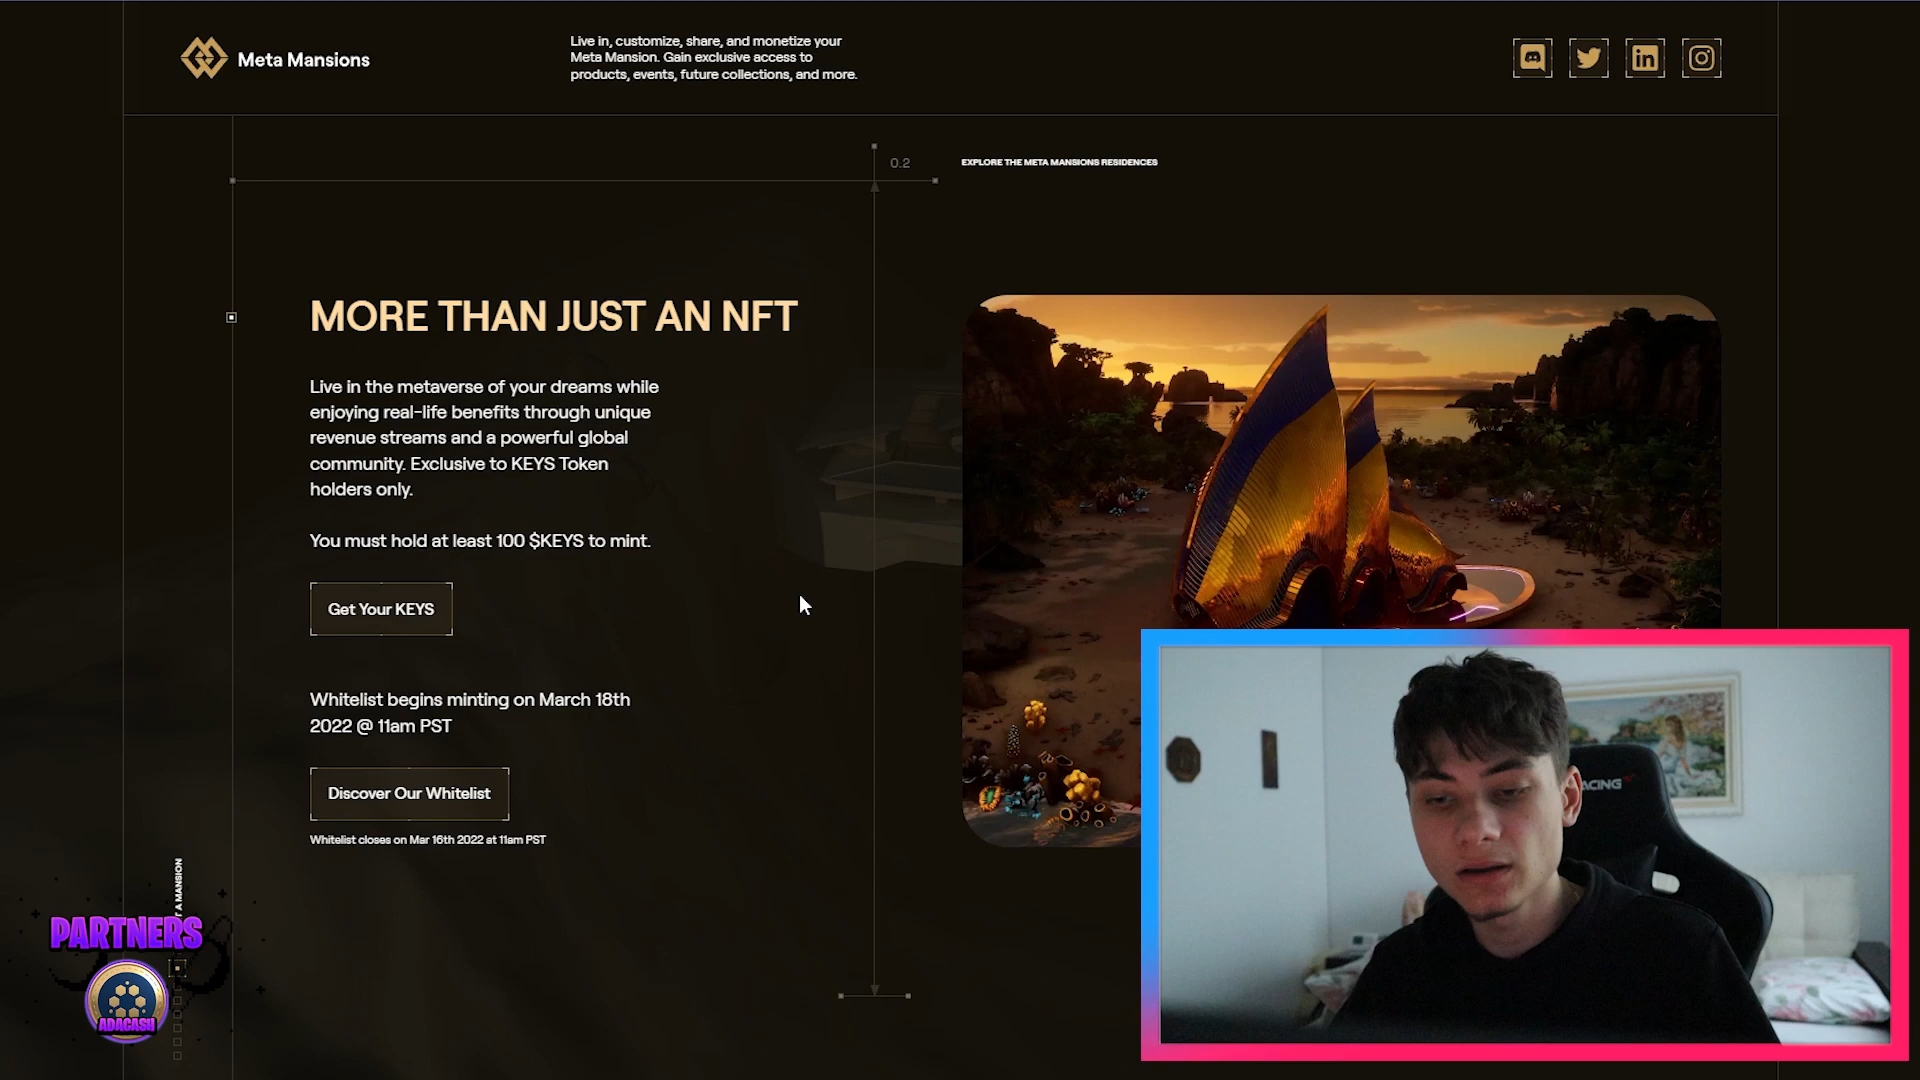 Meta Mansions
Live in, customize, share, and monetize your
Meta Mansion. Gain exclusive access to
products, events, future collections, and more.
0.2
EXPLORE THE META MANSIONS RESIDENCES
MORE THAN JUST AN NFT
Live in the metaverse of your dreams while
enjoying real-life benefits through unique
revenue streams and a powerful global
community. Exclusive to KEYS Token
holders only.
You must hold at least 100 $KEYS to mint.
Get Your KEYS
Whitelist begins minting on March 18th
2022 @ 11am PST
Discover Our Whitelist
Whitelist closes on Mar 16th 2022 at 11am PST
A MANSION
PARTNERS
ADACASH
in